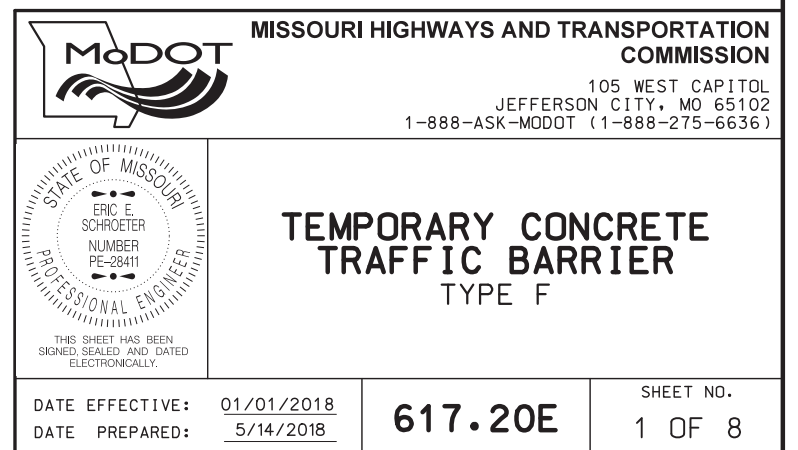 MoDOT
MISSOURI HIGHWAYS AND TRANSPORTATION
COMMISSION
105 WEST CAPITOL
JEFFERSON CITY, MO 65102
1-888-ASK-MODOT (1-888-275-6636)
STATE OF MISSOURI
ERIC E.
SCHROETER
NUMBER
PE-28411
PROFESSIONAL ENGINEER
THIS SHEET HAS BEEN
SIGNED, SEALED AND DATED
ELECTRONICALLY.
TEMPORARY CONCRETE
TRAFFIC BARRIER
TYPE F
DATE EFFECTIVE: 01/01/2018
DATE PREPARED: 5/14/2018
617.20E
SHEET NO.
1 OF 8